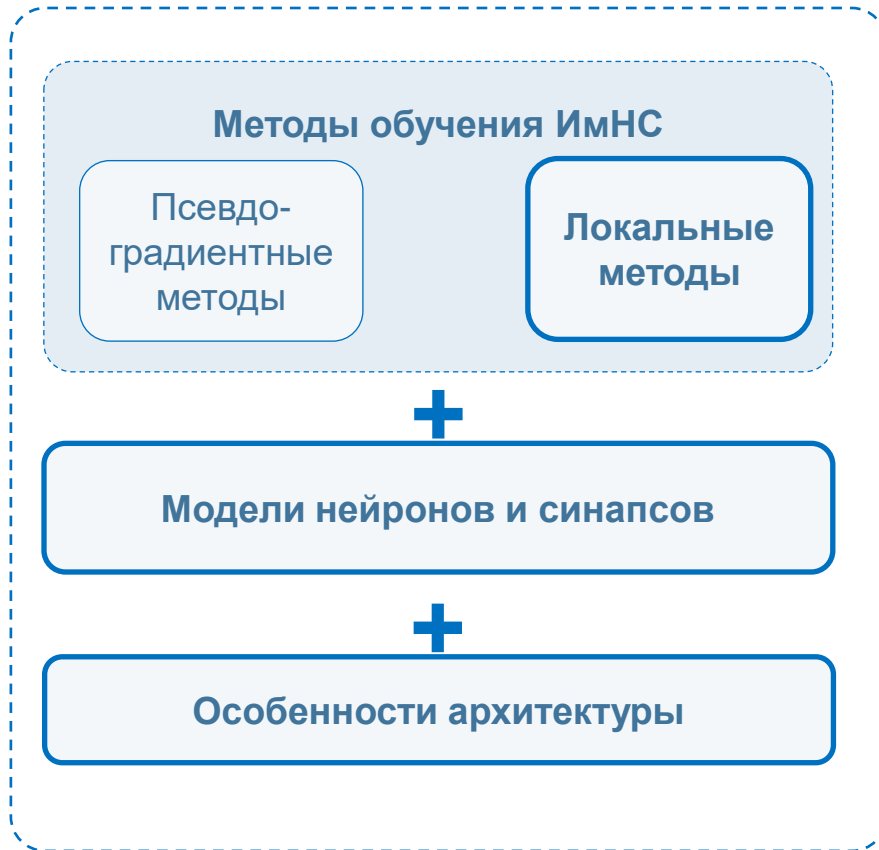 Методы обучения ИмНС
Псевдо-
градиентные
методы
Локальные
методы
+
Модели нейронов и синапсов
+
Особенности архитектуры